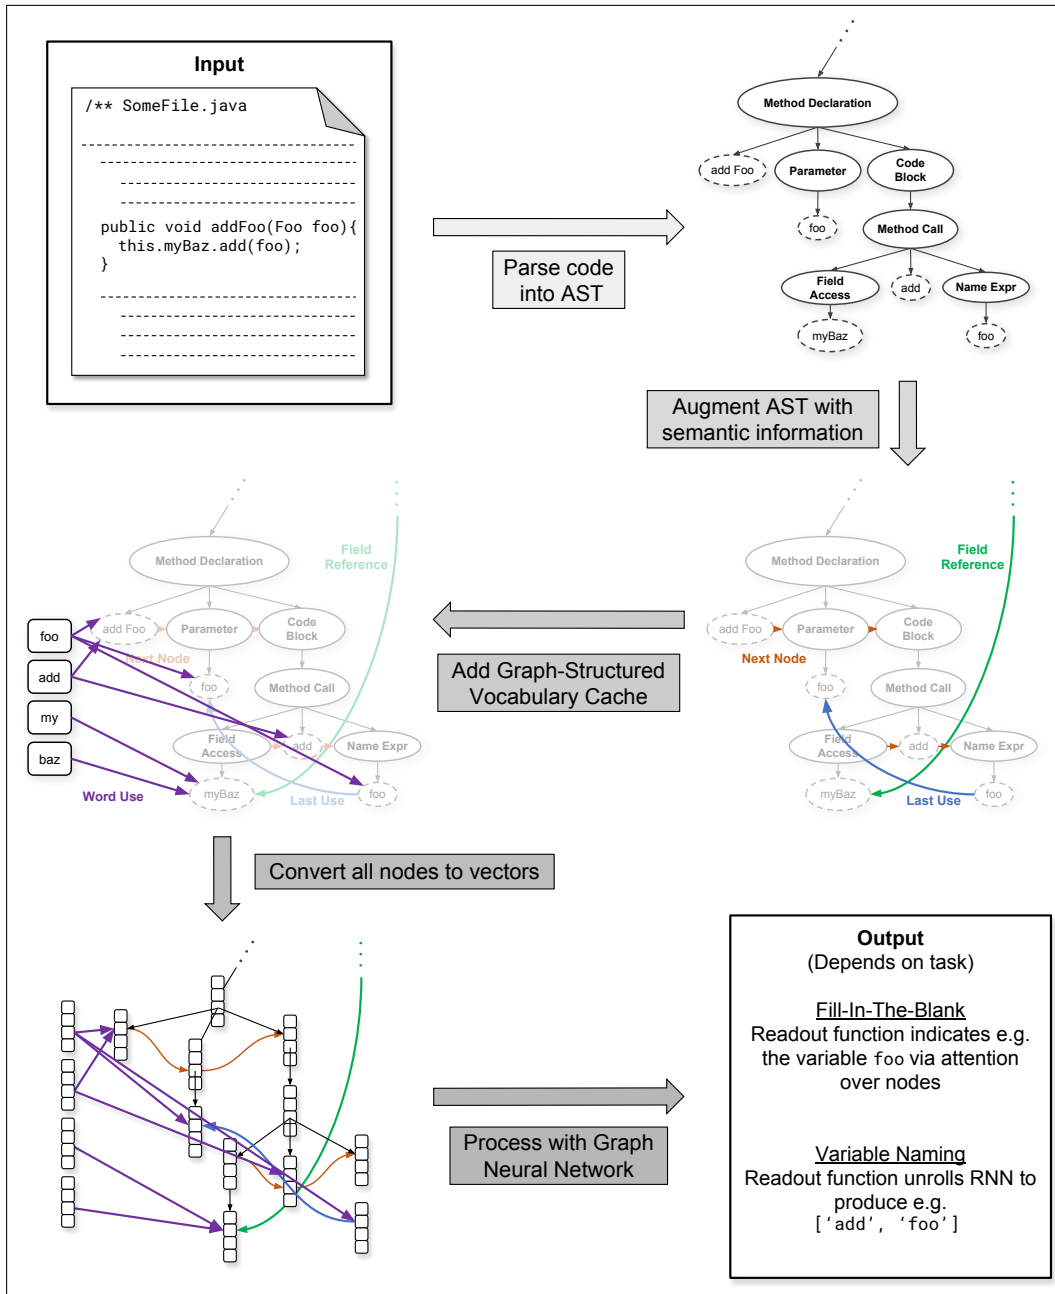 Input
/** SomeFile.java
public void addFoo(Foo foo){
this.myBaz.add(foo);
}
Parse code
into AST
Method Declaration
add Foo
Parameter
Code
Block
foo
Method Call
Field
Access
add
Name Expr
myBaz
foo
Augment AST with
semantic information
Field
Reference
Method Declaration
add Foo
Parameter
Code
Block
Next Node
foo
Method Call
Field
Access
add
Name Expr
myBaz
Last Use
foo
Add Graph-Structured
Vocabulary Cache
Field
Reference
Method Declaration
foo
add Foo
Parameter
Code
Block
Next Node
add
foo
Method Call
my
Field
Access
add
Name Expr
baz
Word Use
myBaz
Last Use
foo
Convert all nodes to vectors
Process with Graph
Neural Network
Output
(Depends on task)
Fill-In-The-Blank
Readout function indicates e.g.
the variable foo via attention
over nodes
Variable Naming
Readout function unrolls RNN to
produce e.g.
[‘add’, ‘foo’]